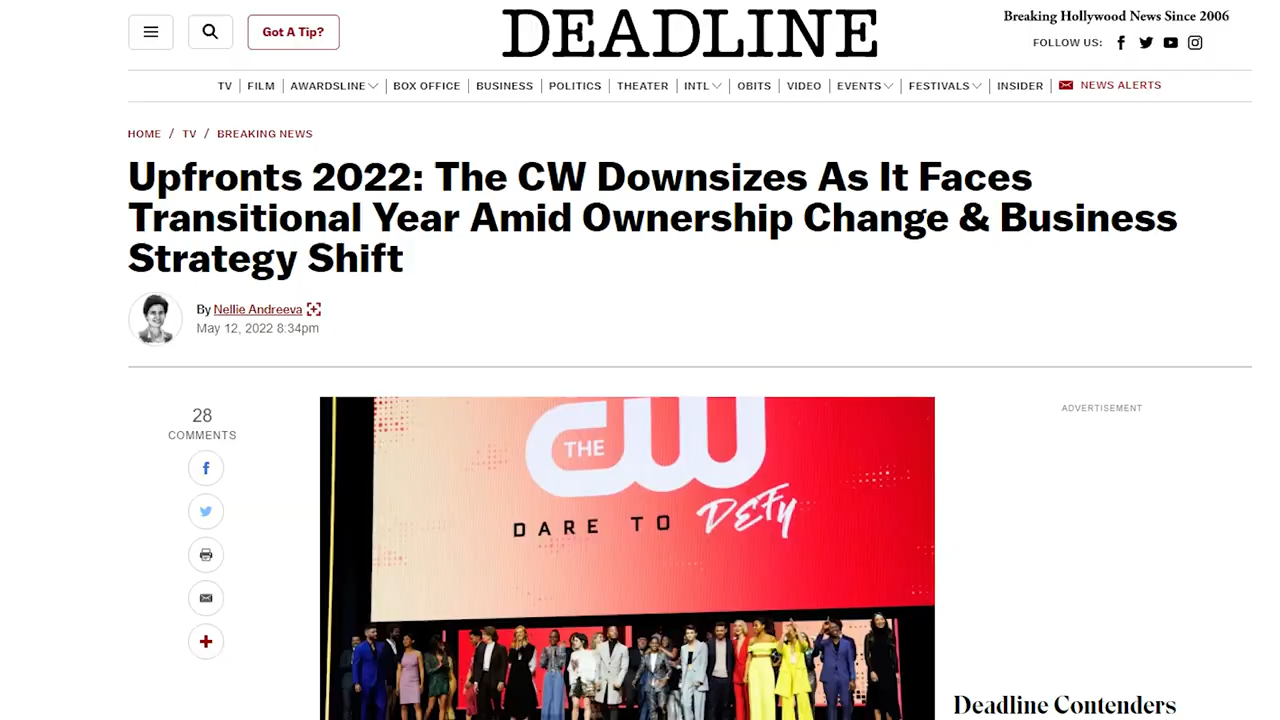 Got A Tip?
DEADLINE
Breaking Hollywood News Since 2006
FOLLOW US:
TV
FILM
AWARDSLINE
BOX OFFICE
BUSINESS
POLITICS
THEATER
INTL
OBITS
VIDEO
EVENTS
FESTIVALS
INSIDER
NEWS ALERTS
HOME / TV / BREAKING NEWS
Upfronts 2022: The CW Downsizes As It Faces
Transitional Year Amid Ownership Change & Business
Strategy Shift
By Nellie Andreeva
May 12, 2022 8:34pm
28
COMMENTS
THE CW
DARE TO DEFY
ADVERTISEMENT
Deadline Contenders